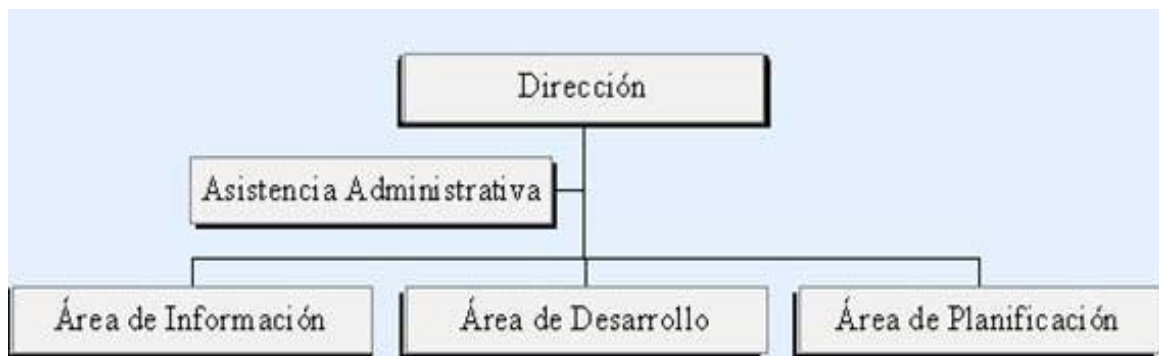 Dirección
Asistencia Administrativa
Área de Información
Área de Desarrollo
Área de Planificación